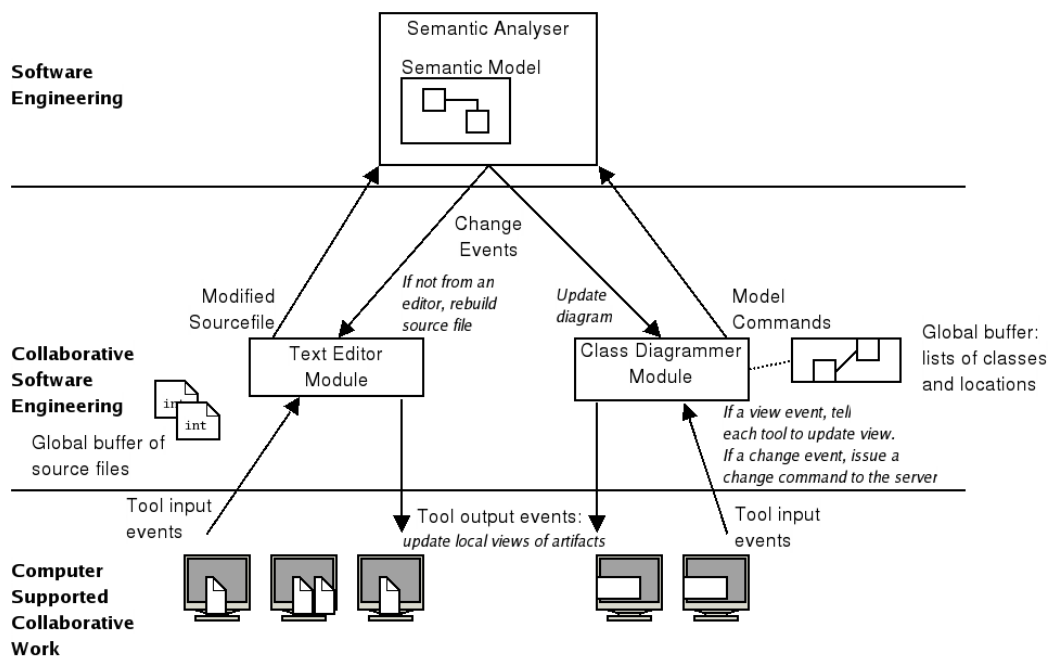 Semantic Analyser
Semantic Model
Software
Engineering
Change
Events
If not from an
editor, rebuild
source file
Update
diagram
Modified
Sourcefile
Model
Commands
Collaborative
Software
Engineering
Text Editor
Module
Class Diagrammer
Module
Global buffer:
lists of classes
and locations
int
int
Global buffer of
source files
If a view event, tell
each tool to update view.
If a change event, issue a
change command to the server
Tool input
events
Tool output events:
update local views of artifacts
Tool input
events
Computer
Supported
Collaborative
Work